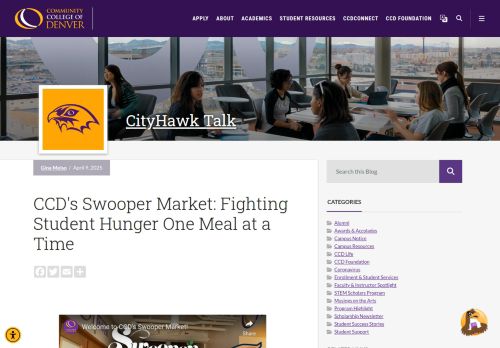 COMMUNITY
COLLEGE OF
DENVER
APPLY ABOUT ACADEMICS STUDENT RESOURCES CCDCONNECT CCD FOUNDATION
CityHawk Talk
Gina Melso / April 9, 2025
CCD's Swooper Market: Fighting
Student Hunger One Meal at a
Time
Welcome to CCD's Swooper Market!
Share
Swooper
Search this Blog
CATEGORIES
Alumni
Awards & Accolades
Campus Notice
Campus Resources
CCD Life
CCD Foundation
Coronavirus
Enrollment & Student Services
Faculty & Instructor Spotlight
STEM Scholars Program
Musings on the Arts
Program Highlight
Scholarship Newsletter
Student Success Stories
Student Support